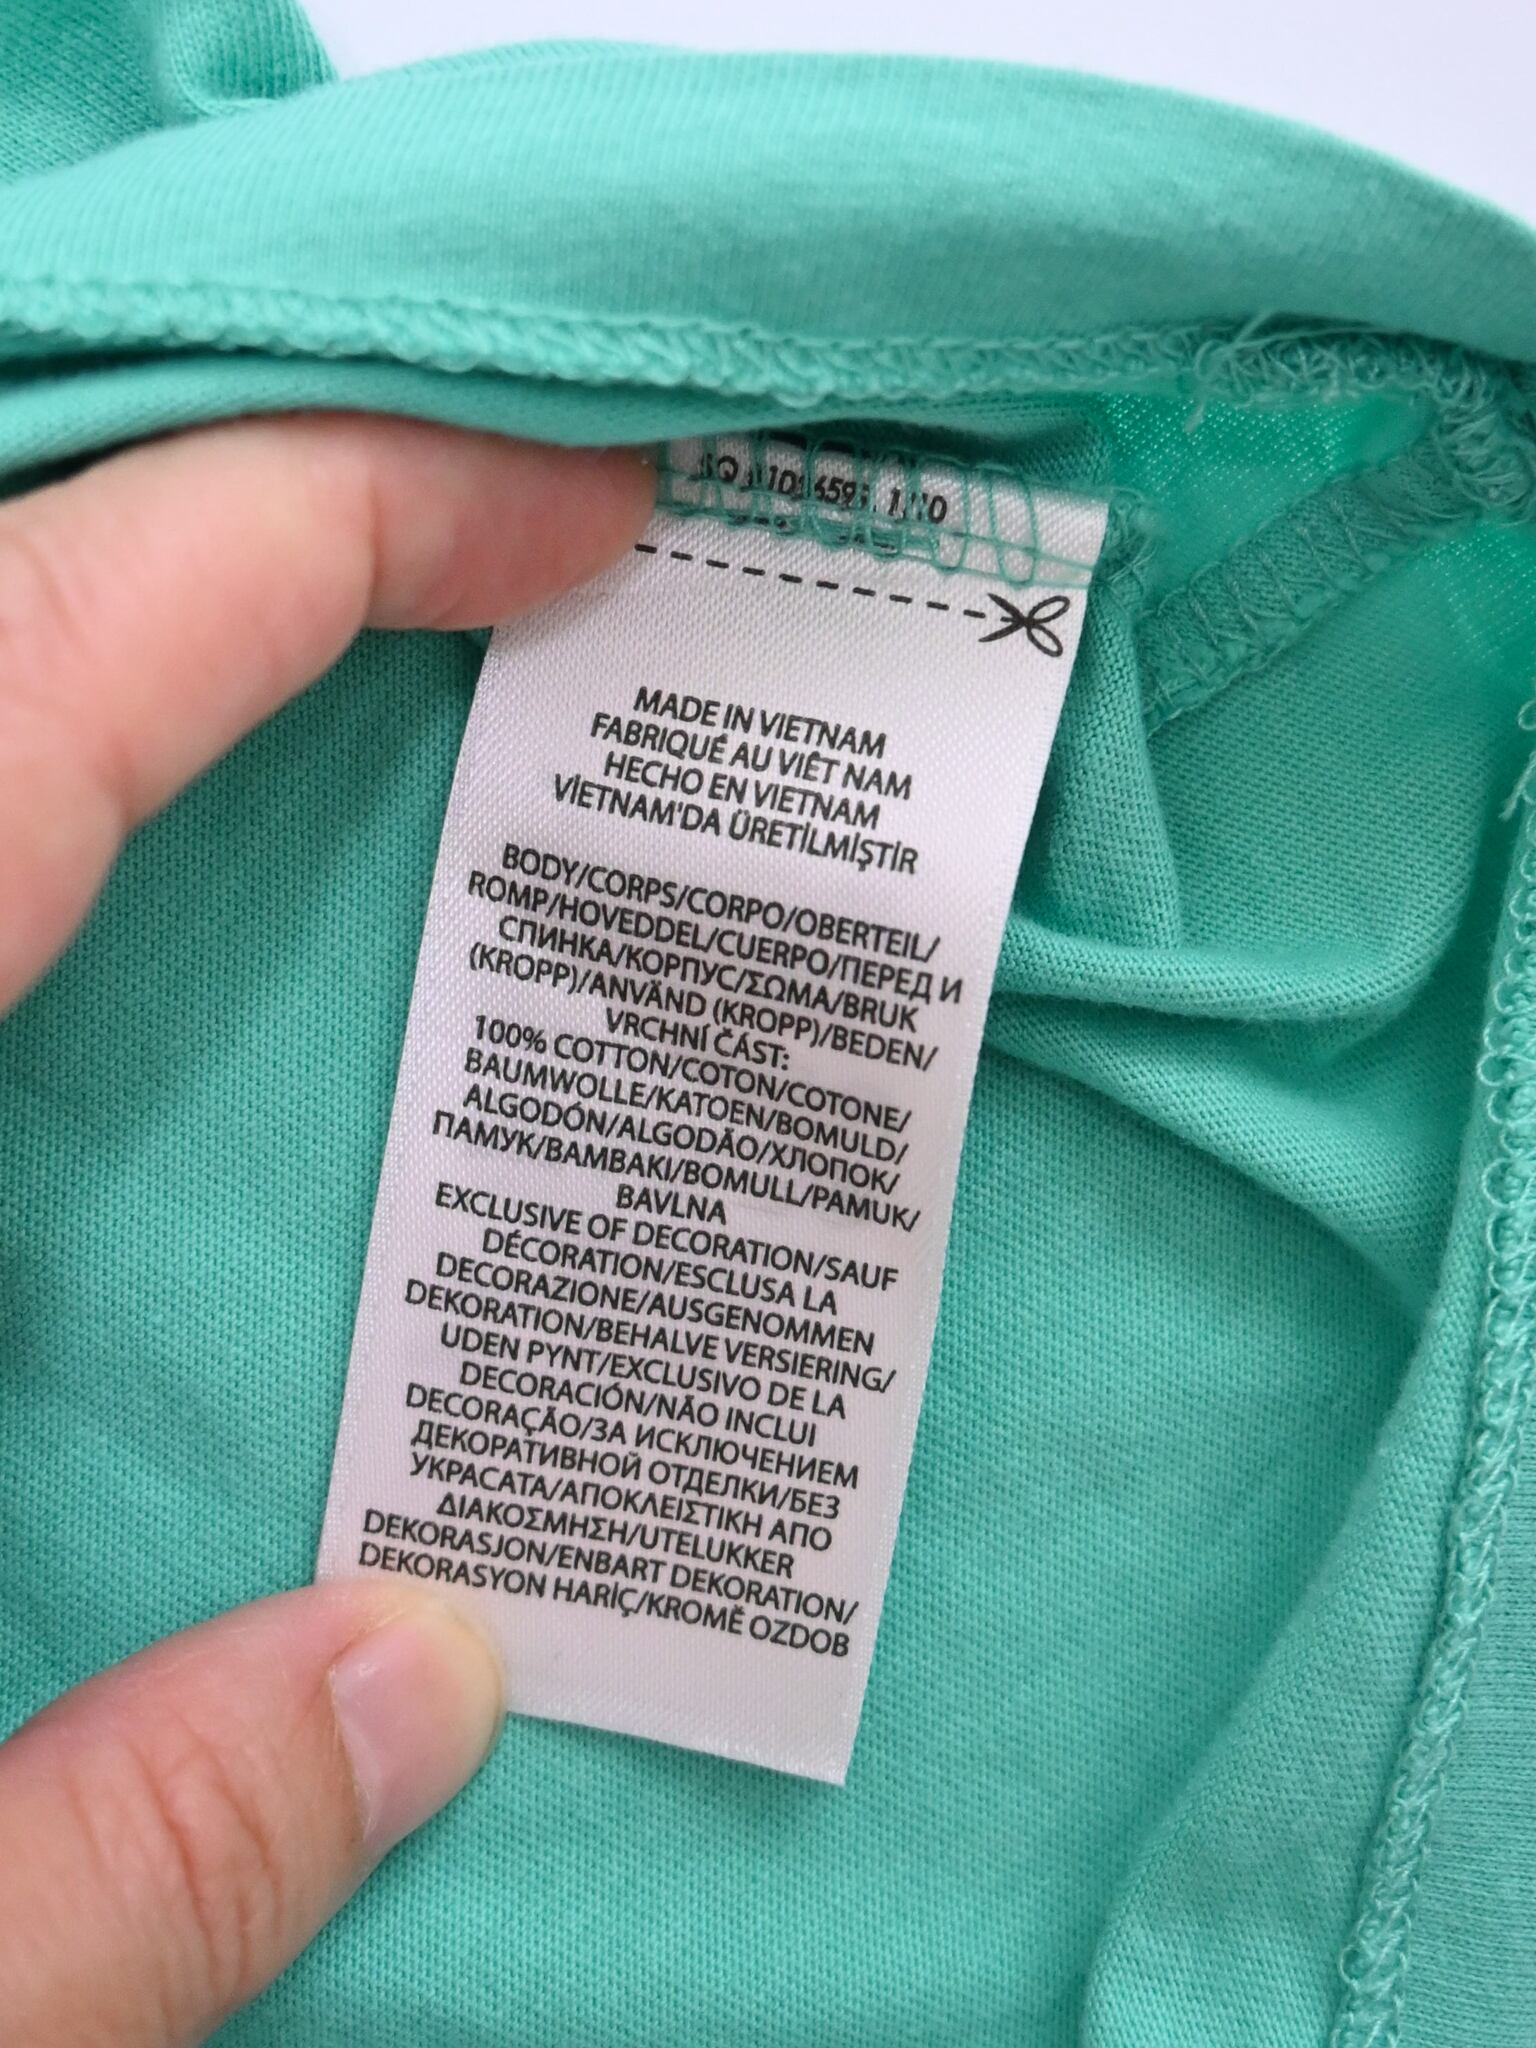 MADE IN VIETNAM
FABRIQUÉ AU VIÊT NAM
HECHO EN VIETNAM
VİETNAM'DA ÜRETİLMİŞTİR
BODY/CORPS/CORPO/OBERTEIL/
ROMP/HOVEDDEL/CUERPO/ПЕРЕД И
СПИНКА/КОРПУС/ΣΩΜΑ/BRUK
(KROPP)/ANVÄND (KROPP)/BEDEN/
VRCHNÍ ČÁST:
100% COTTON/COTON/COTONE/
BAUMWOLLE/KATOEN/BOMULD/
ALGODÓN/ALGODÃO/ХЛОПОК/
ПАМУК/BAMBAKI/BOMULL/PAMUK/
BAVLNA
EXCLUSIVE OF DECORATION/SAUF
DÉCORATION/ESCLUSA LA
DECORAZIONE/AUSGENOMMEN
DEKORATION/BEHALVE VERSIERING/
UDEN PYNT/EXCLUSIVO DE LA
DECORACIÓN/NÃO INCLUI
DECORAÇÃO/ЗА ИСКЛЮЧЕНИЕМ
ДЕКОРАТИВНОЙ ОТДЕЛКИ/БЕЗ
УКРАСАТА/ΑΠΟΚΛΕΙΣΤΙΚΗ ΑΠΟ
ΔΙΑΚΟΣΜΗΣΗ/UTELUKKER
DEKORASJON/ENBART DEKORATION/
DEKORASYON HARİÇ/KROMĚ OZDOB